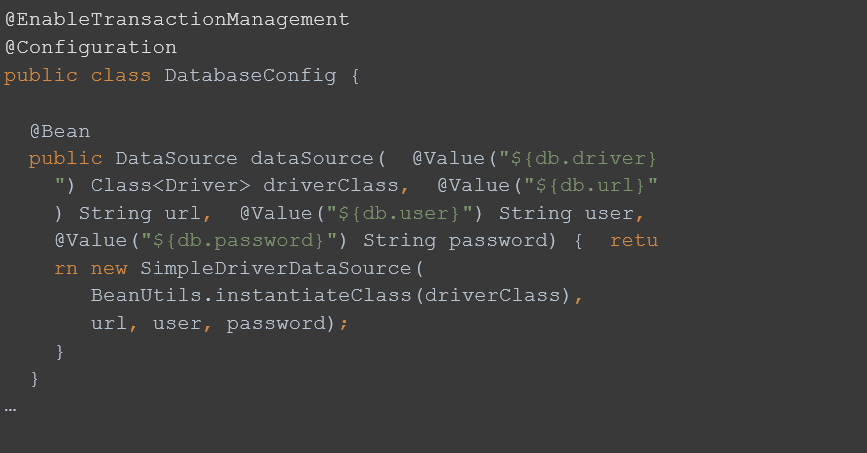 @EnableTransactionManagement
@Configuration
public class DatabaseConfig {
@Bean
public DataSource dataSource(  @Value("${db.driver}
") Class<Driver> driverClass,  @Value("${db.url}"
) String url,  @Value("${db.user}") String user,
@Value("${db.password}") String password) {  retu
rn new SimpleDriverDataSource(
BeanUtils.instantiateClass(driverClass),
url, user, password);
}
}
…